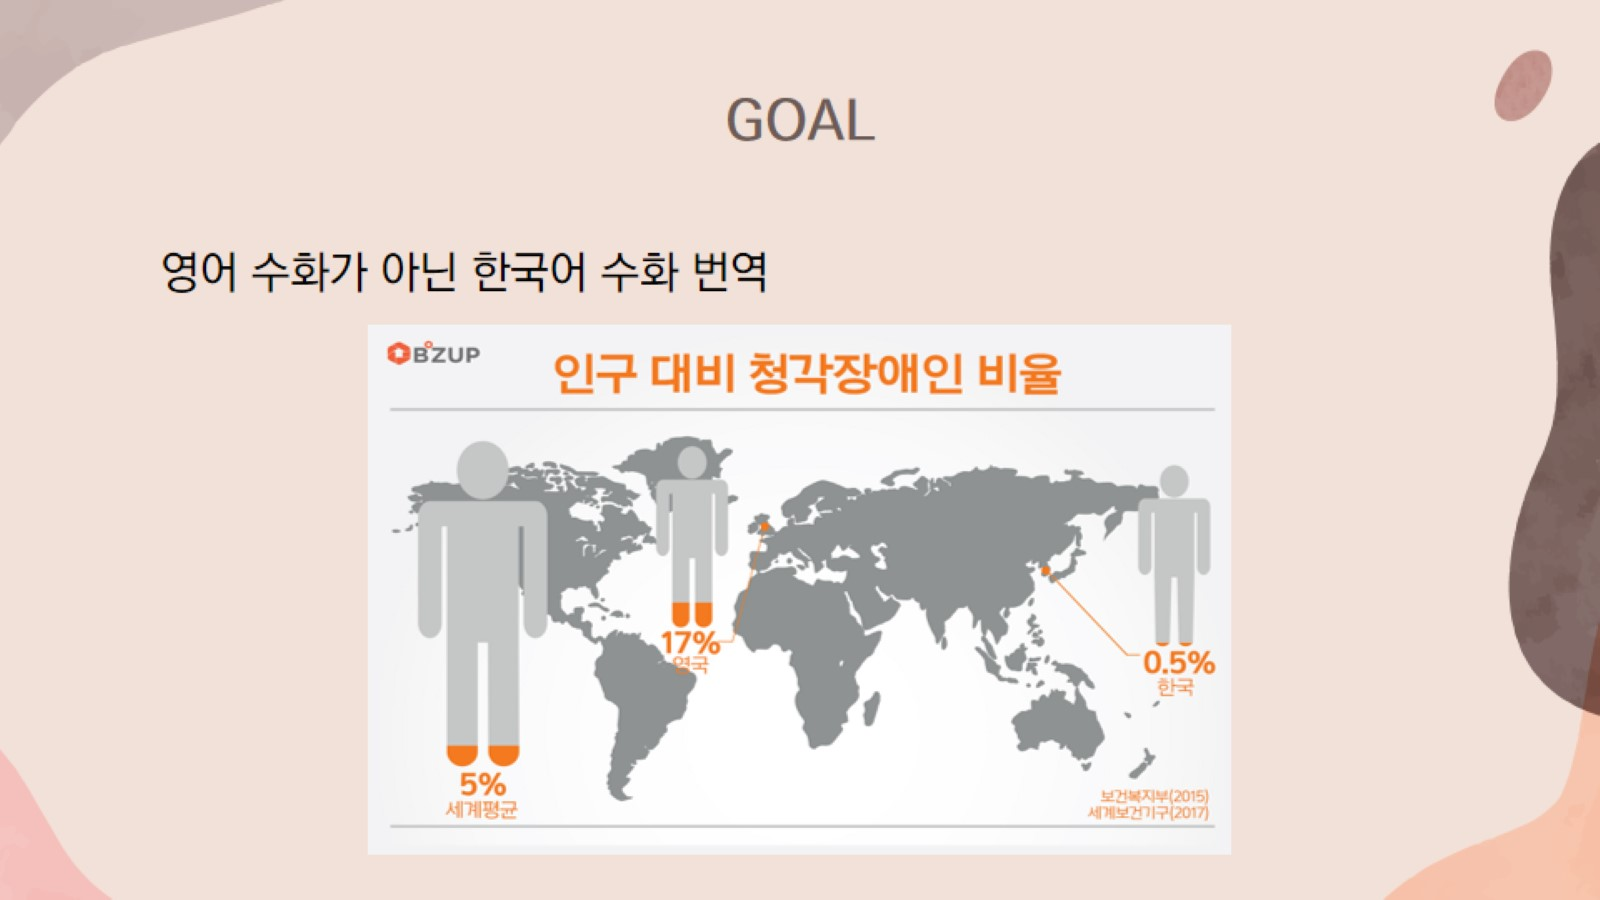 GOAL
영어 수화가 아닌 한국어 수화 번역
BZUP
인구 대비 청각장애인 비율
17%
영국
0.5%
한국
5%
세계평균
보건복지부(2015)
세계보건기구(2017)